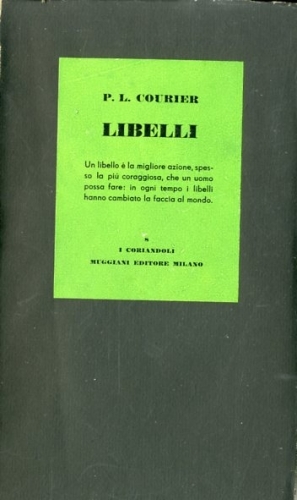 P. L. COURIER
LIBELLI
Un libello è la migliore azione, spes-
so la più coraggiosa, che un uomo
possa fare: in ogni tempo i libelli
hanno cambiato la faccia al mondo.
8
I CORIANDOLI
MUGGIANI EDITORE MILANO